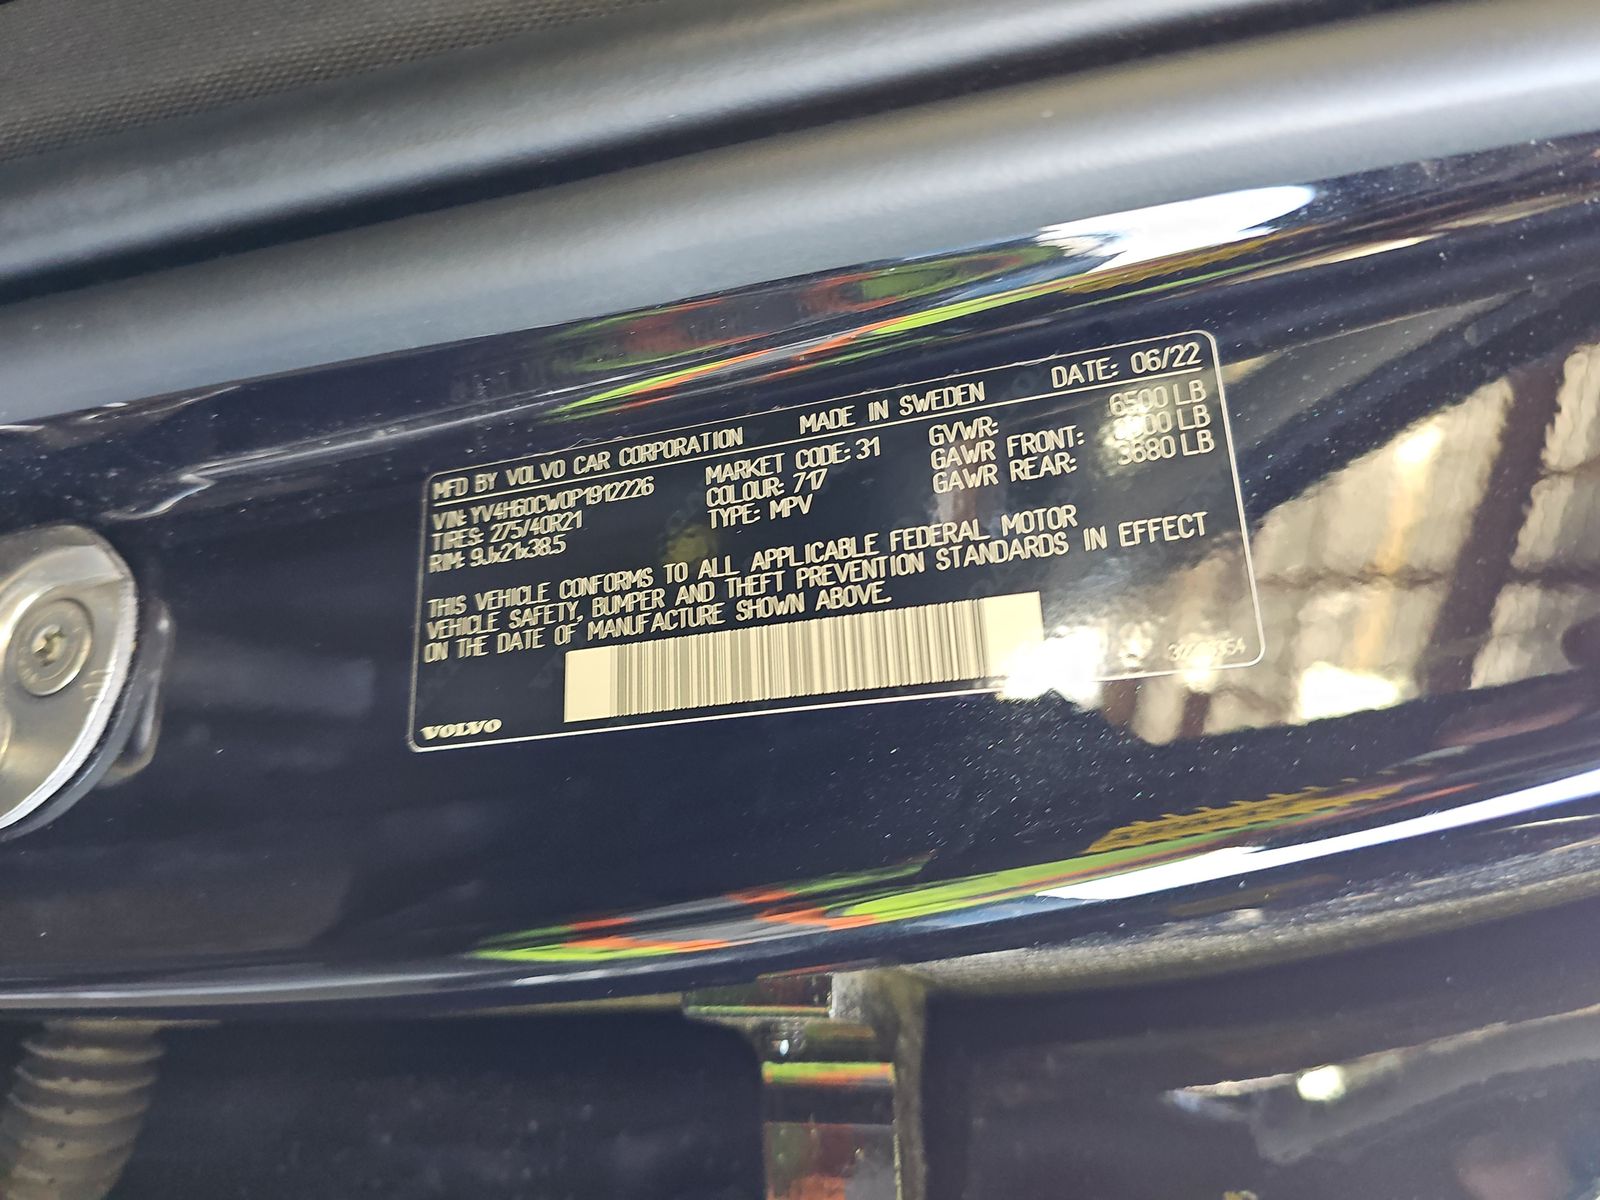 MFD BY VOLVO CAR CORPORATION MADE IN SWEDEN DATE: 06/22
VIN: YV4H60CW0P1912226 MARKET CODE: 31 GVWR: 6500 LB
TIRES: 275/40R21 COLOUR: 717 GAWR FRONT: LB
RIM: 9Jx21x38.5 TYPE: MPV GAWR REAR: 3680 LB
THIS VEHICLE CONFORMS TO ALL APPLICABLE FEDERAL MOTOR
VEHICLE SAFETY, BUMPER AND THEFT PREVENTION STANDARDS IN EFFECT
ON THE DATE OF MANUFACTURE SHOWN ABOVE.
VOLVO